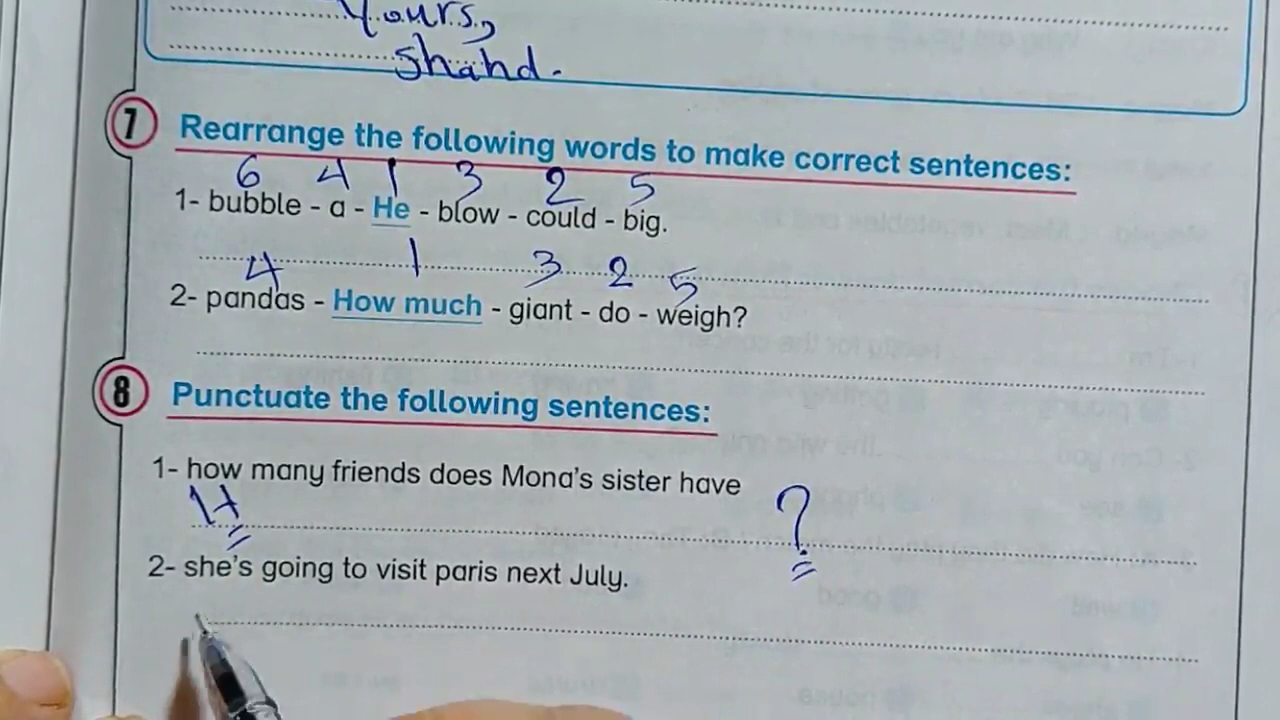 Yours,
Shahd.
7 Rearrange the following words to make correct sentences:
6 4 1 3 2 5
1- bubble - a - He - blow - could - big.
4 1 3 2 5
2- pandas - How much - giant - do - weigh?
8 Punctuate the following sentences:
1- how many friends does Mona's sister have
H ?
2- she's going to visit paris next July.